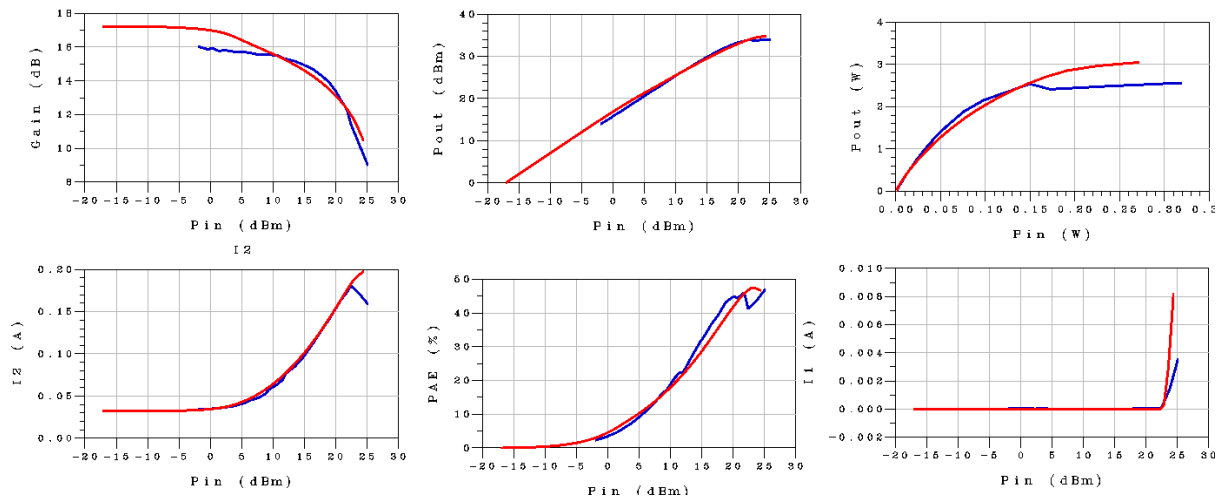 Gain (dB)
18
16
14
12
10
8
-20 -15 -10 -5 0 5 10 15 20 25 30
Pin (dBm)
Pout (dBm)
40
30
20
10
0
-20 -15 -10 -5 0 5 10 15 20 25 30
Pin (dBm)
Pout (W)
4
3
2
1
0
0.00 0.05 0.10 0.15 0.20 0.25 0.30 0.3
Pin (W)
I2
I2 (A)
0.20
0.15
0.10
0.05
0.00
-20 -15 -10 -5 0 5 10 15 20 25 30
Pin (dBm)
PAE (%)
50
40
30
20
10
0
-20 -15 -10 -5 0 5 10 15 20 25 30
Pin (dBm)
I1 (A)
0.010
0.008
0.006
0.004
0.002
0.000
-0.002
-20 -15 -10 -5 0 5 10 15 20 25 30
Pin (dBm)